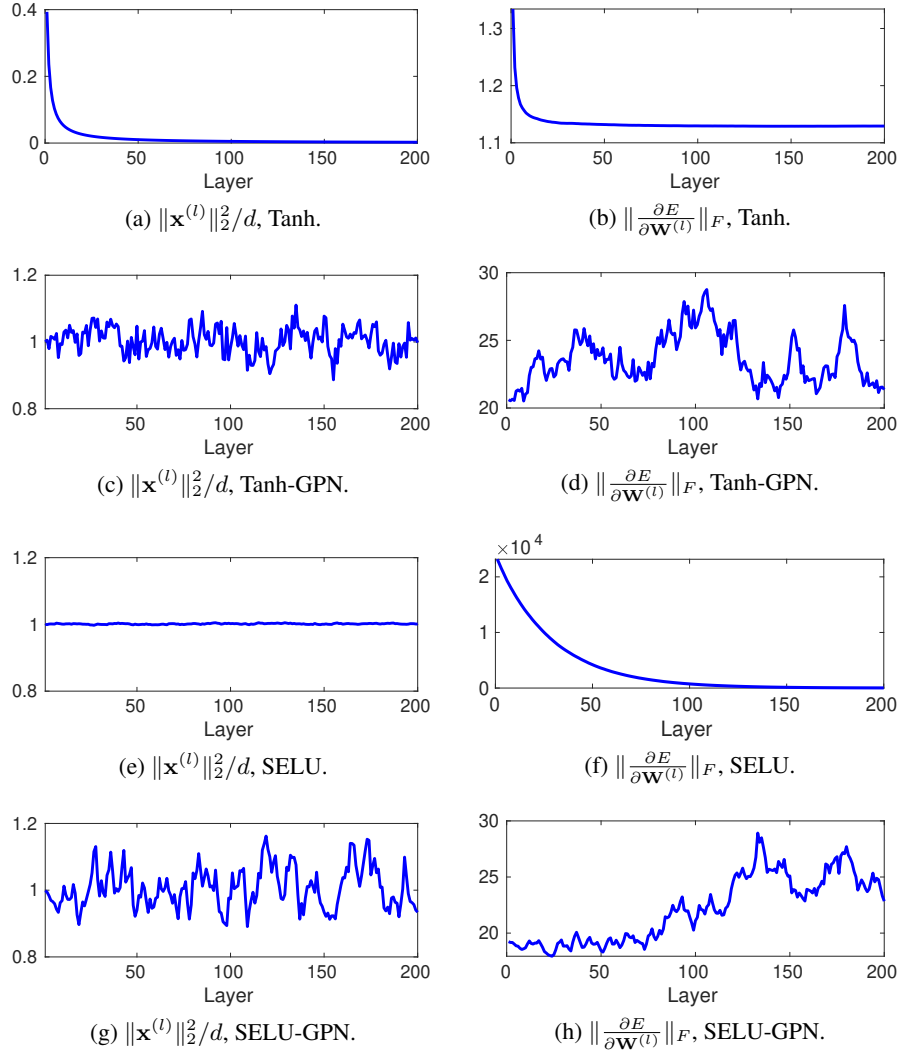 0.4
0.2
0
0 50 100 150 200
Layer
(a) ‖x^(l)‖₂²/d, Tanh.
1.3
1.2
1.1
0 50 100 150 200
Layer
(b) ‖∂E/∂W^(l)‖_F, Tanh.
1.2
1
0.8
50 100 150 200
Layer
(c) ‖x^(l)‖₂²/d, Tanh-GPN.
30
25
20
0 50 100 150 200
Layer
(d) ‖∂E/∂W^(l)‖_F, Tanh-GPN.
1.2
1
0.8
50 100 150 200
Layer
(e) ‖x^(l)‖₂²/d, SELU.
×10^4
2
1
0
0 50 100 150 200
Layer
(f) ‖∂E/∂W^(l)‖_F, SELU.
1.2
1
0.8
50 100 150 200
Layer
(g) ‖x^(l)‖₂²/d, SELU-GPN.
30
25
20
0 50 100 150 200
Layer
(h) ‖∂E/∂W^(l)‖_F, SELU-GPN.